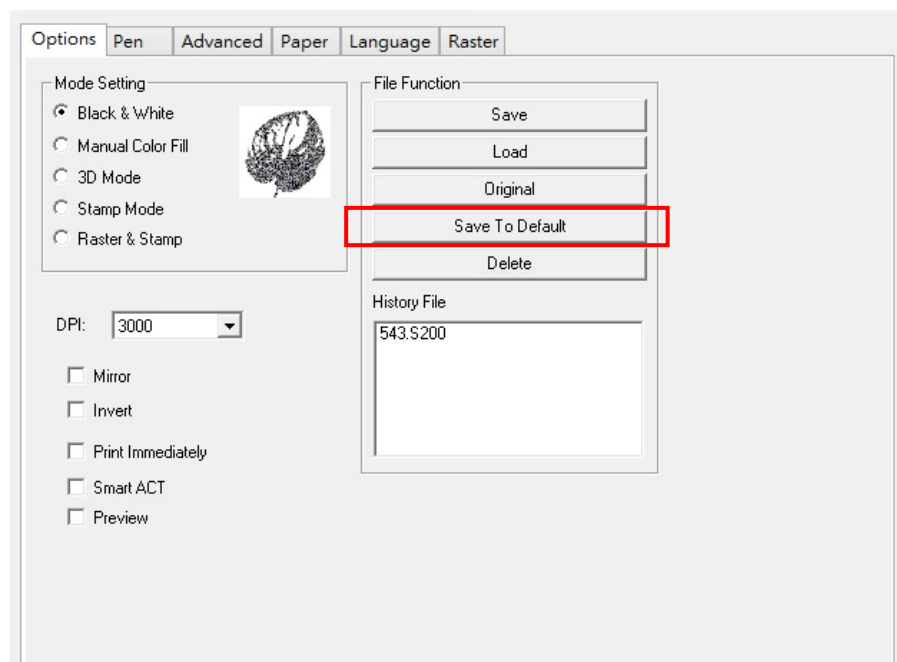 Options Pen Advanced Paper Language Raster
Mode Setting
Black & White
Manual Color Fill
3D Mode
Stamp Mode
Raster & Stamp
DPI: 3000
Mirror
Invert
Print Immediately
Smart ACT
Preview
File Function
Save
Load
Original
Save To Default
Delete
History File
543.S200